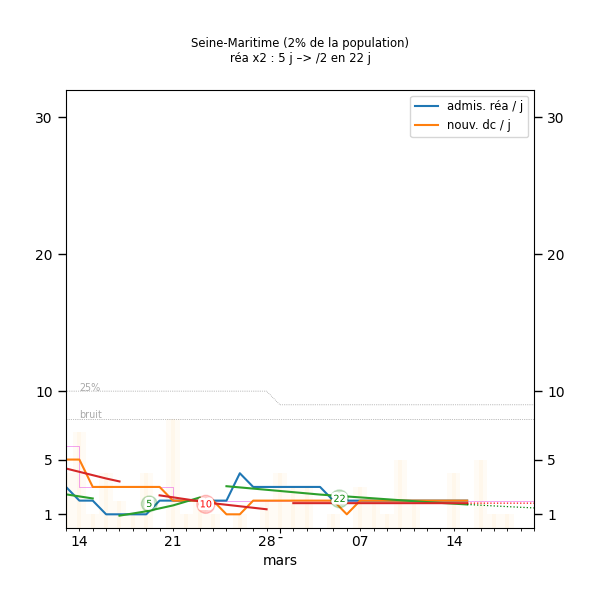 Seine-Maritime (2% de la population)
réa x2 : 5 j –> /2 en 22 j
admis. réa / j
nouv. dc / j
30 30
20 20
10 10
25%
bruit
5 5
5 10 22
1 1
14 21 28 07 14
mars